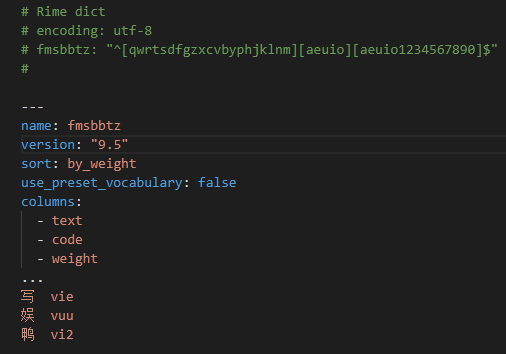 # Rime dict
# encoding: utf-8
# fmsbbtz: "^[qwrtsdfgzxcvbyphjklnm][aeuio][aeuio1234567890]$"
#
---
name: fmsbbtz
version: "9.5"
sort: by_weight
use_preset_vocabulary: false
columns:
  - text
  - code
  - weight
...
写	vie
娱	vuu
鸭	vi2